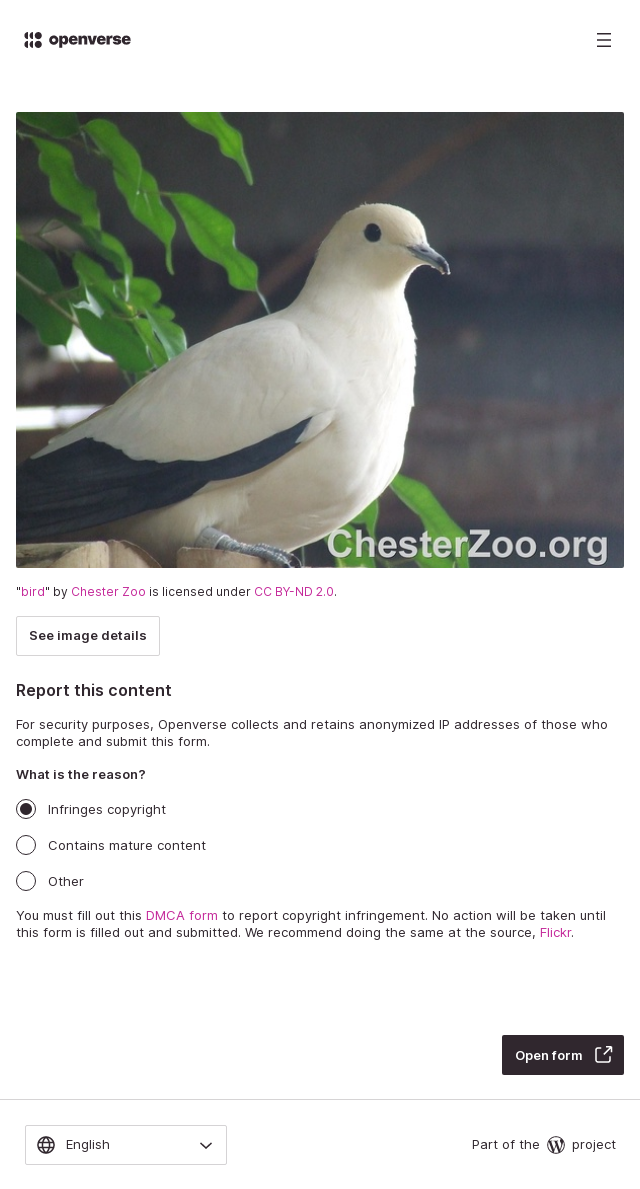 openverse
ChesterZoo.org
"bird" by Chester Zoo is licensed under CC BY-ND 2.0.
See image details
Report this content
For security purposes, Openverse collects and retains anonymized IP addresses of those who
complete and submit this form.
What is the reason?
Infringes copyright
Contains mature content
Other
You must fill out this DMCA form to report copyright infringement. No action will be taken until
this form is filled out and submitted. We recommend doing the same at the source, Flickr.
Open form
English
Part of the project